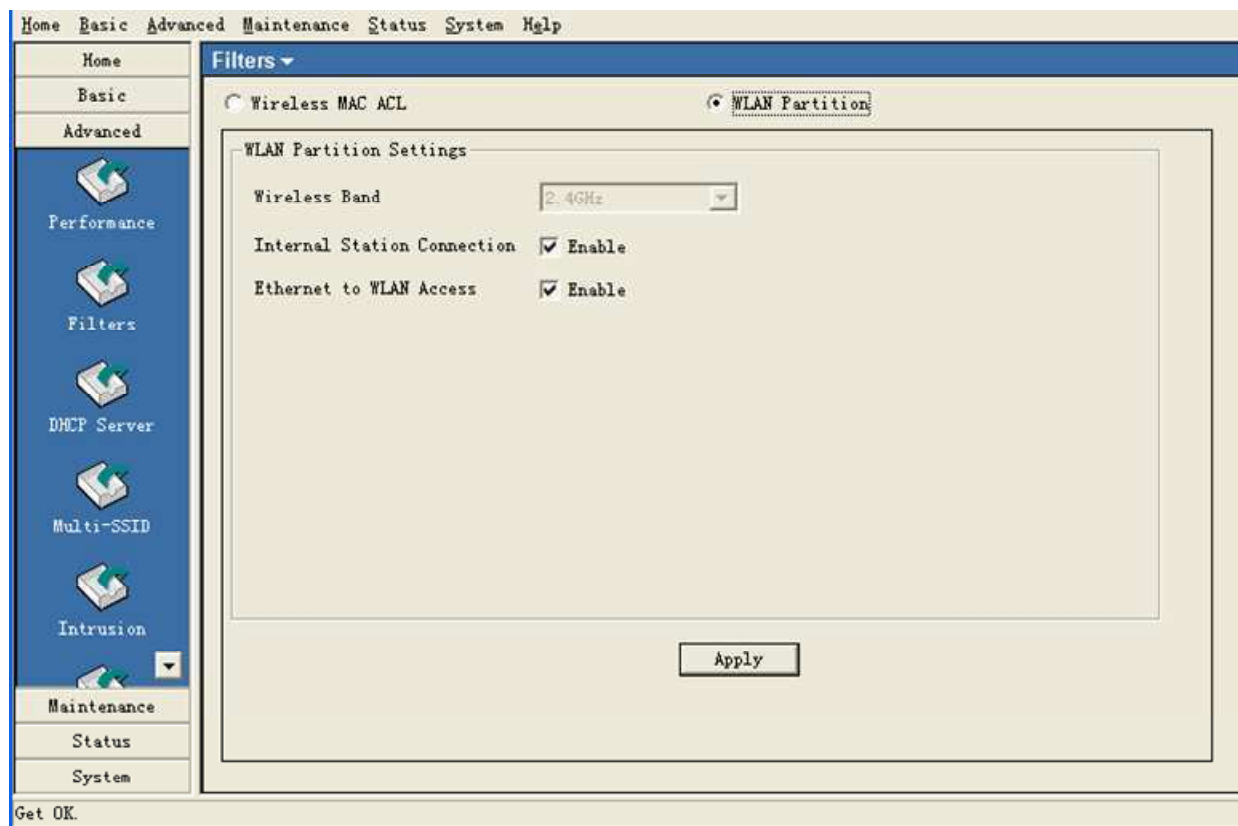 Home Basic Advanced Maintenance Status System Help
Home
Basic
Advanced
Performance
Filters
DHCP Server
Multi-SSID
Intrusion
Maintenance
Status
System
Filters
Wireless MAC ACL
WLAN Partition
WLAN Partition Settings
Wireless Band 2.4GHz
Internal Station Connection Enable
Ethernet to WLAN Access Enable
Apply
Get OK.